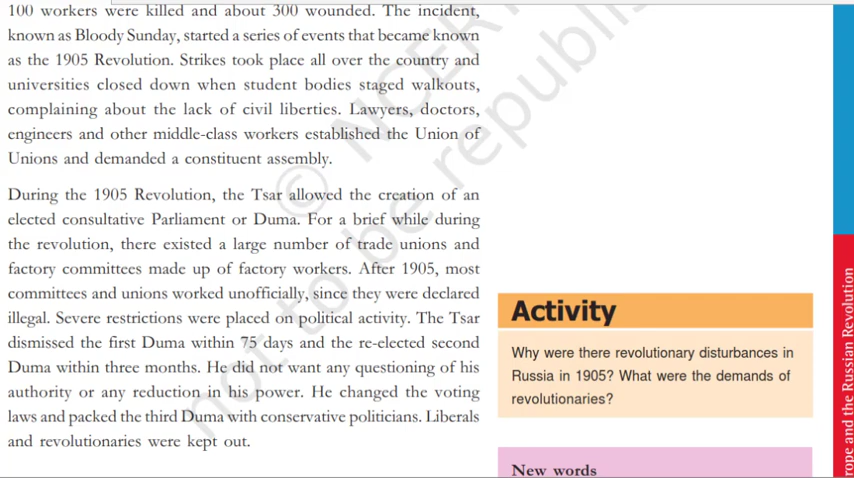 100 workers were killed and about 300 wounded. The incident,
known as Bloody Sunday, started a series of events that became known
as the 1905 Revolution. Strikes took place all over the country and
universities closed down when student bodies staged walkouts,
complaining about the lack of civil liberties. Lawyers, doctors,
engineers and other middle-class workers established the Union of
Unions and demanded a constituent assembly.
During the 1905 Revolution, the Tsar allowed the creation of an
elected consultative Parliament or Duma. For a brief while during
the revolution, there existed a large number of trade unions and
factory committees made up of factory workers. After 1905, most
committees and unions worked unofficially, since they were declared
illegal. Severe restrictions were placed on political activity. The Tsar
dismissed the first Duma within 75 days and the re-elected second
Duma within three months. He did not want any questioning of his
authority or any reduction in his power. He changed the voting
laws and packed the third Duma with conservative politicians. Liberals
and revolutionaries were kept out.
Activity
Why were there revolutionary disturbances in
Russia in 1905? What were the demands of
revolutionaries?
New words
rope and the Russian Revolution
© NCERT
not to be republis